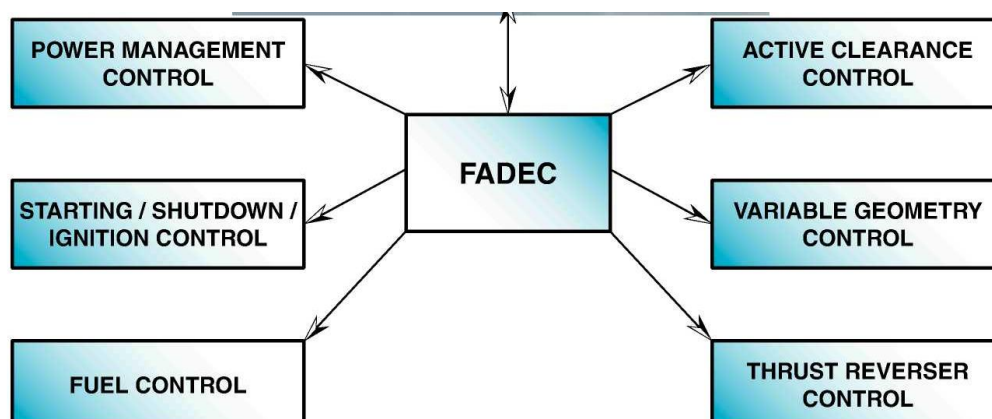 POWER MANAGEMENT
CONTROL
ACTIVE CLEARANCE
CONTROL
FADEC
STARTING / SHUTDOWN /
IGNITION CONTROL
VARIABLE GEOMETRY
CONTROL
FUEL CONTROL
THRUST REVERSER
CONTROL